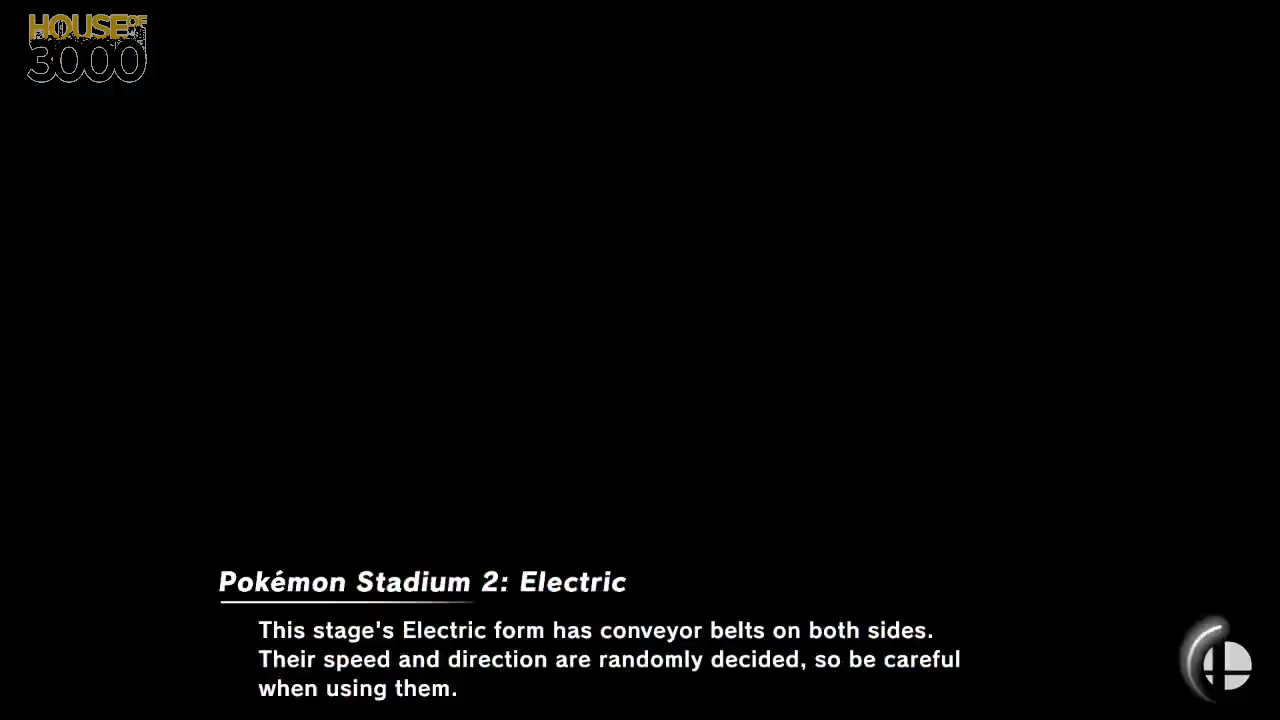 HOUSE OF
3000
Pokémon Stadium 2: Electric
This stage's Electric form has conveyor belts on both sides.
Their speed and direction are randomly decided, so be careful
when using them.